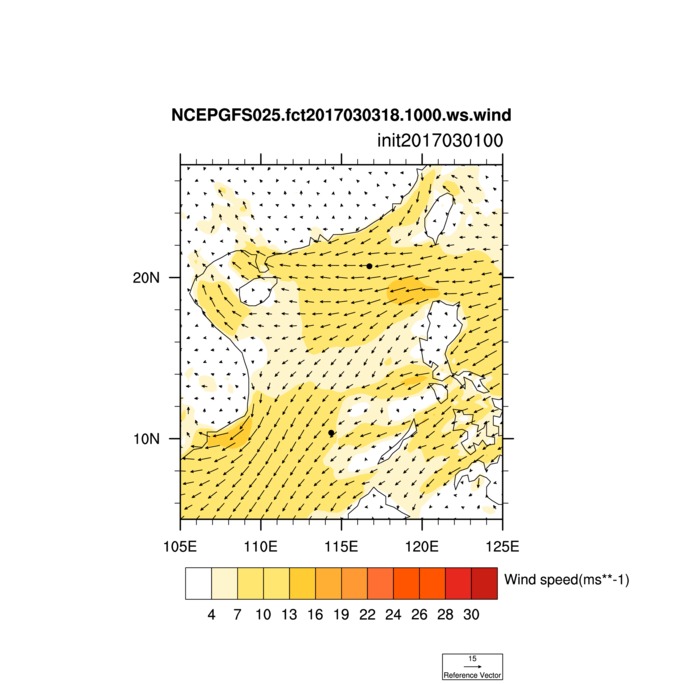 NCEPGFS025.fct2017030318.1000.ws.wind
init2017030100
20N
10N
105E 110E 115E 120E 125E
Wind speed(ms**-1)
4 7 10 13 16 19 22 24 26 28 30
15
Reference Vector